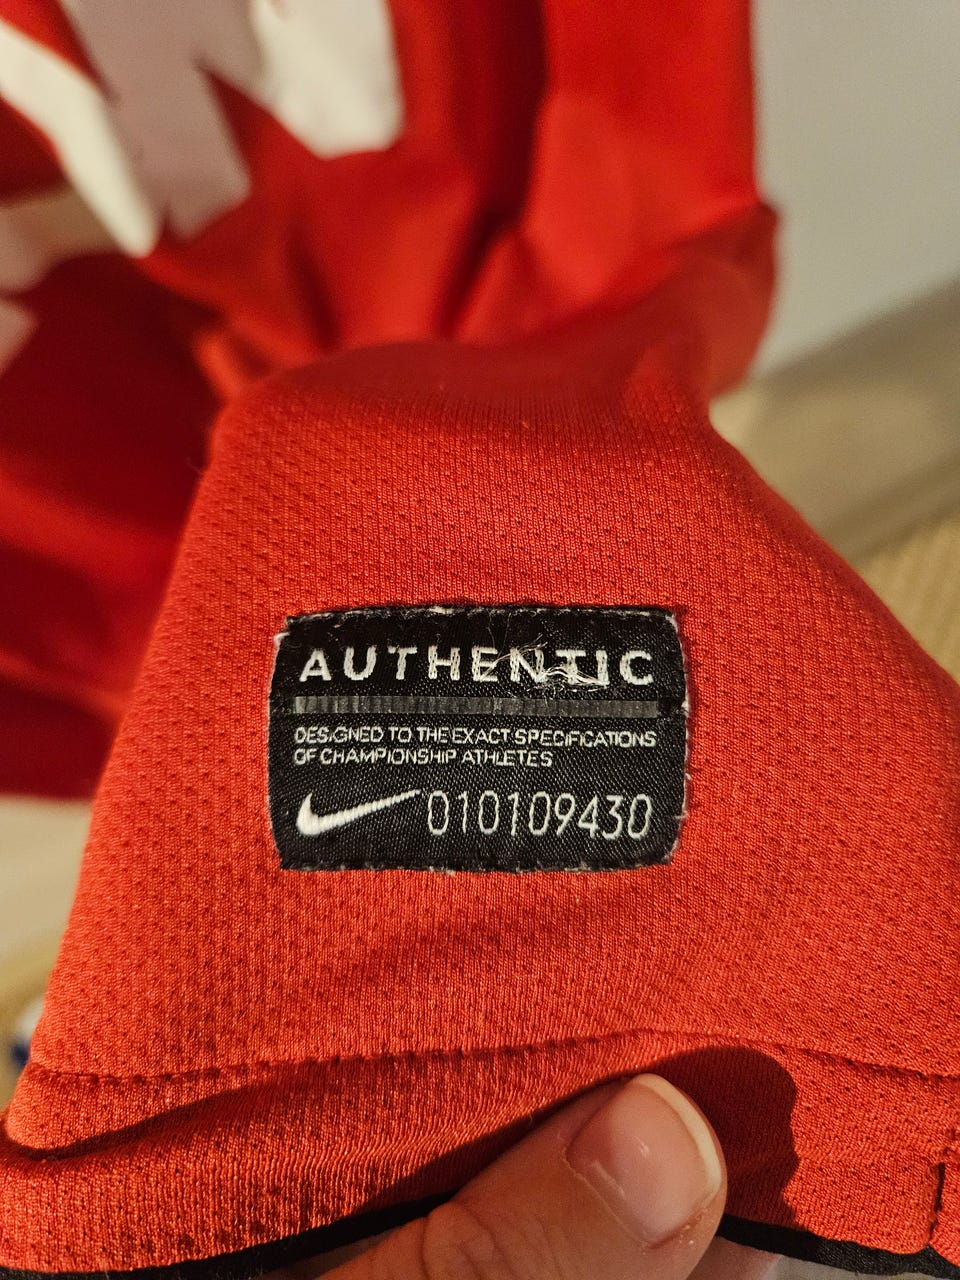 AUTHENTIC
DESIGNED TO THE EXACT SPECIFICATIONS
OF CHAMPIONSHIP ATHLETES
010109430